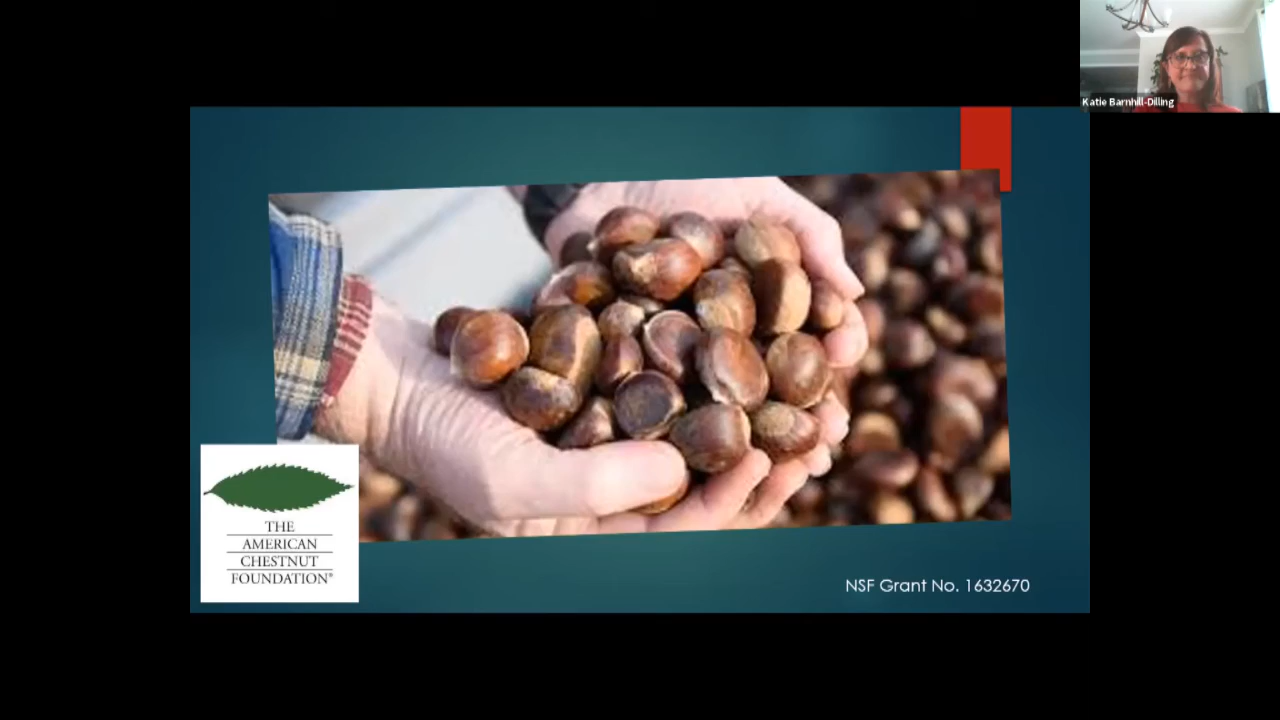 Katie Barnhill-Dilling
THE
AMERICAN
CHESTNUT
FOUNDATION®
NSF Grant No. 1632670